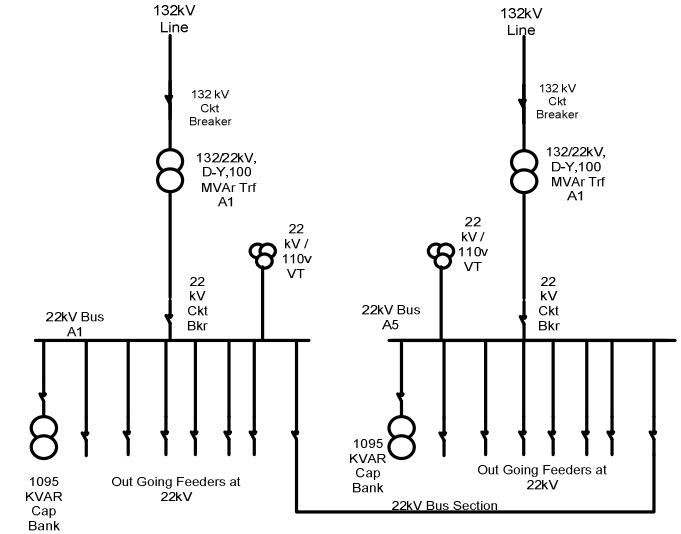 132kV
Line
132 kV
Ckt
Breaker
132/22kV,
D-Y,100
MVAr Trf
A1
22
kV /
110v
VT
22
kV
Ckt
Bkr
22kV Bus
A1
1095
KVAR
Cap
Bank
Out Going Feeders at
22kV
132kV
Line
132 kV
Ckt
Breaker
132/22kV,
D-Y,100
MVAr Trf
A1
22
kV /
110v
VT
22
kV
Ckt
Bkr
22kV Bus
A5
1095
KVAR
Cap
Bank
Out Going Feeders at
22kV
22kV Bus Section